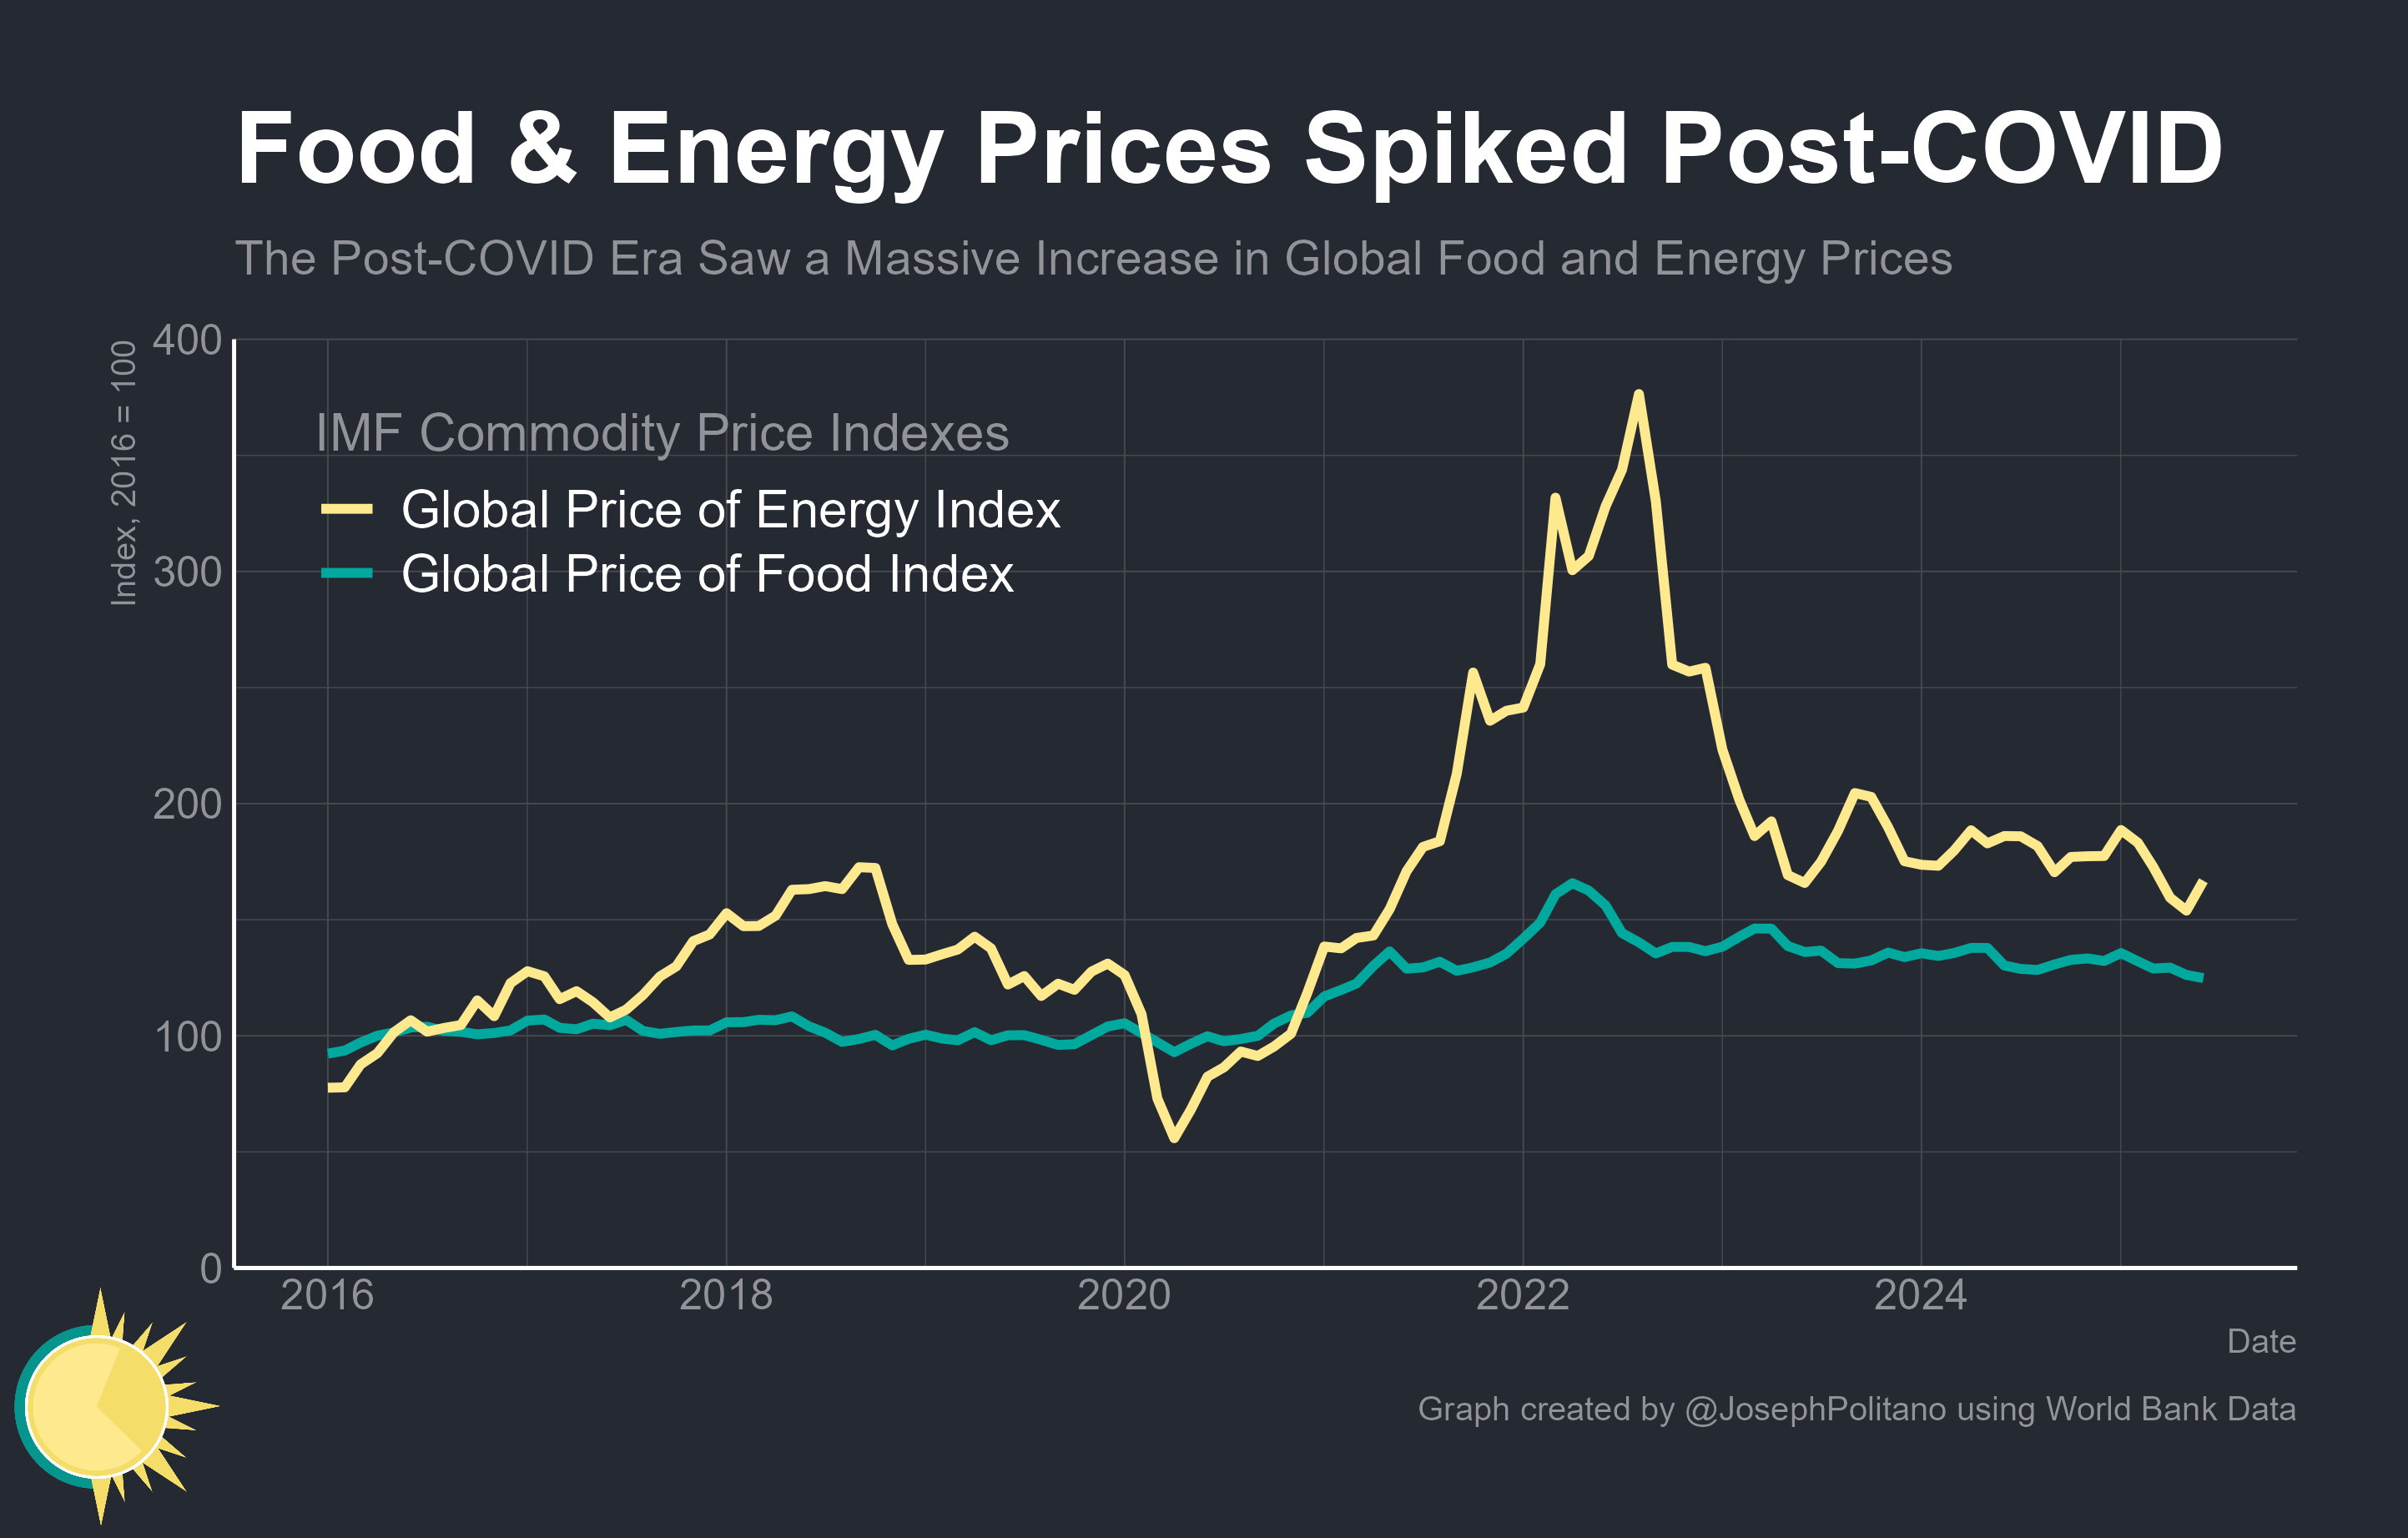 Food & Energy Prices Spiked Post-COVID
The Post-COVID Era Saw a Massive Increase in Global Food and Energy Prices
Index, 2016 = 100
400
300
200
100
0
IMF Commodity Price Indexes
Global Price of Energy Index
Global Price of Food Index
2016 2018 2020 2022 2024
Date
Graph created by @JosephPolitano using World Bank Data